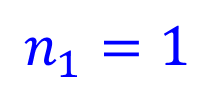 n₁ = 1